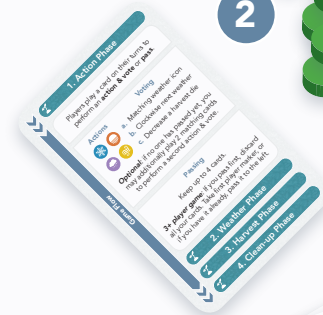 2
1. Action Phase
Players play a card on their turns to
perform an action & vote or pass.
Actions
Voting
a. Matching weather icon
b. Clockwise next weather
c. Decrease a harvest die
Optional: if no one has passed yet, you
may additionally play 2 matching cards
to perform a second action & vote.
Passing
Keep up to 4 cards.
3+ player game: if you pass first, discard
all your cards. Take first player marker, or
if you have it already, pass it to the left.
2. Weather Phase
3. Harvest Phase
4. Clean-up Phase
Game Flow